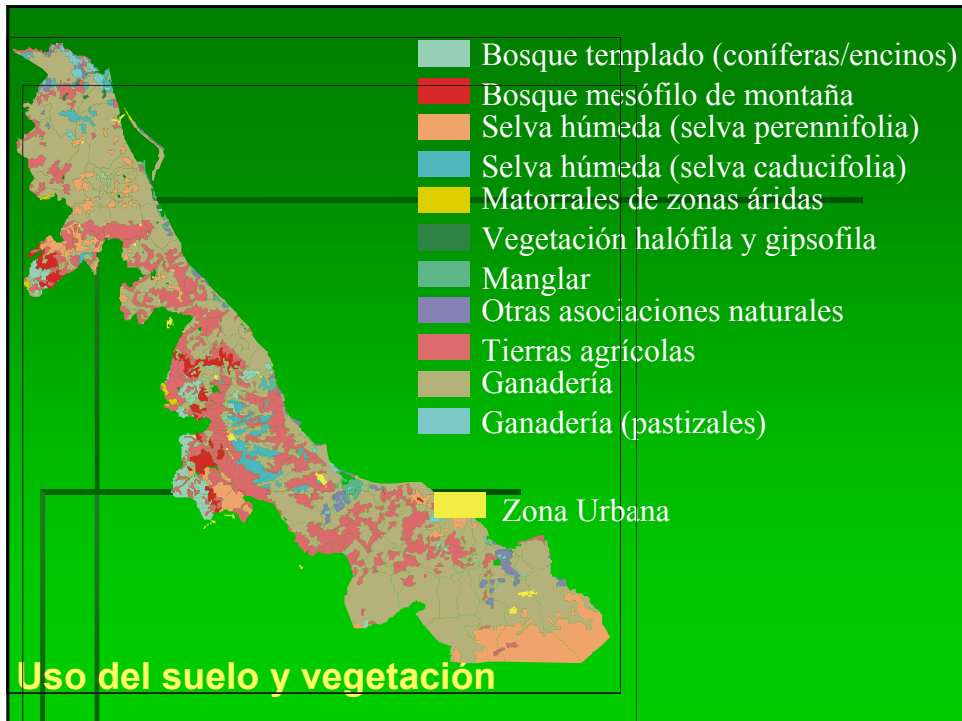 Bosque templado (coníferas/encinos)
Bosque mesófilo de montaña
Selva húmeda (selva perennifolia)
Selva húmeda (selva caducifolia)
Matorrales de zonas áridas
Vegetación halófila y gipsofila
Manglar
Otras asociaciones naturales
Tierras agrícolas
Ganadería
Ganadería (pastizales)
Zona Urbana
Uso del suelo y vegetación